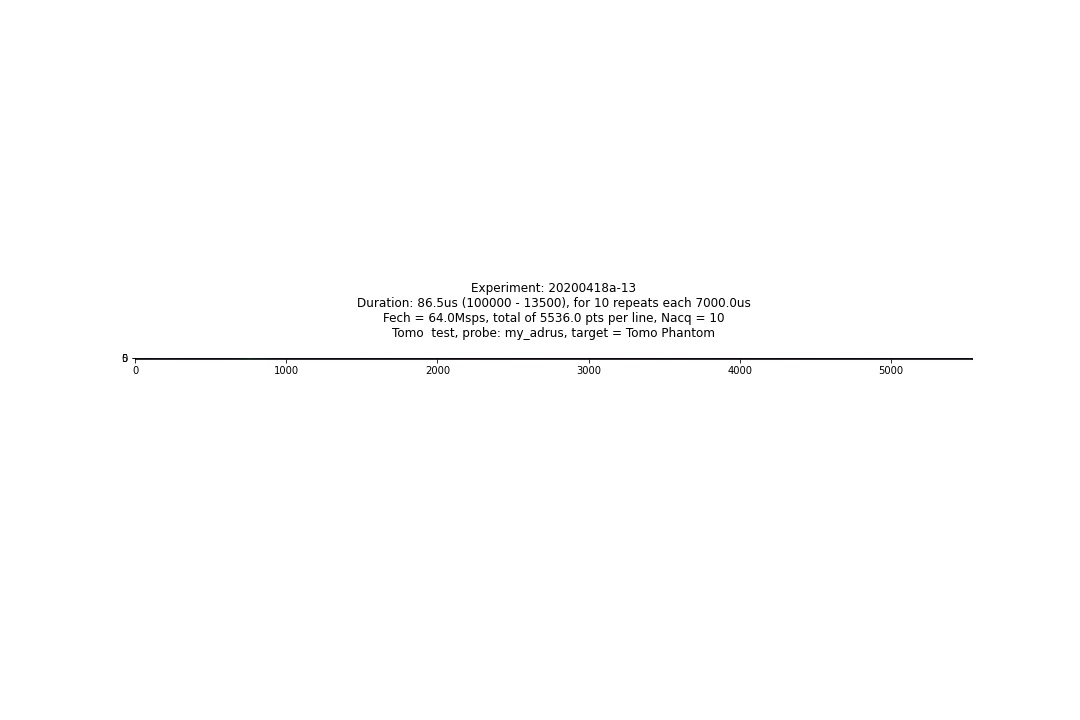 Experiment: 20200418a-13
Duration: 86.5us (100000 - 13500), for 10 repeats each 7000.0us
Fech = 64.0Msps, total of 5536.0 pts per line, Nacq = 10
Tomo  test, probe: my_adrus, target = Tomo Phantom
0 1000 2000 3000 4000 5000